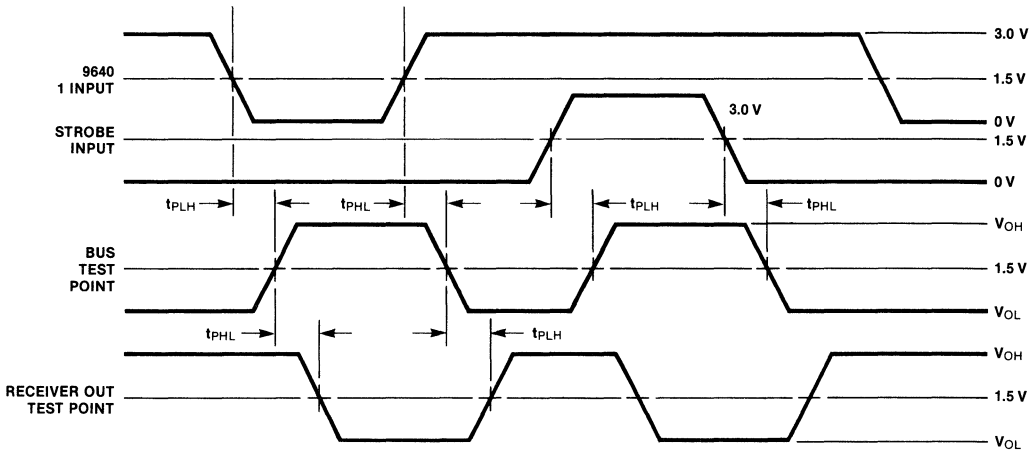 3.0 V
9640
1 INPUT
1.5 V
3.0 V
0 V
STROBE
INPUT
1.5 V
0 V
tPLH
tPHL
tPLH
tPHL
VOH
BUS
TEST
POINT
1.5 V
VOL
tPHL
tPLH
VOH
RECEIVER OUT
TEST POINT
1.5 V
VOL